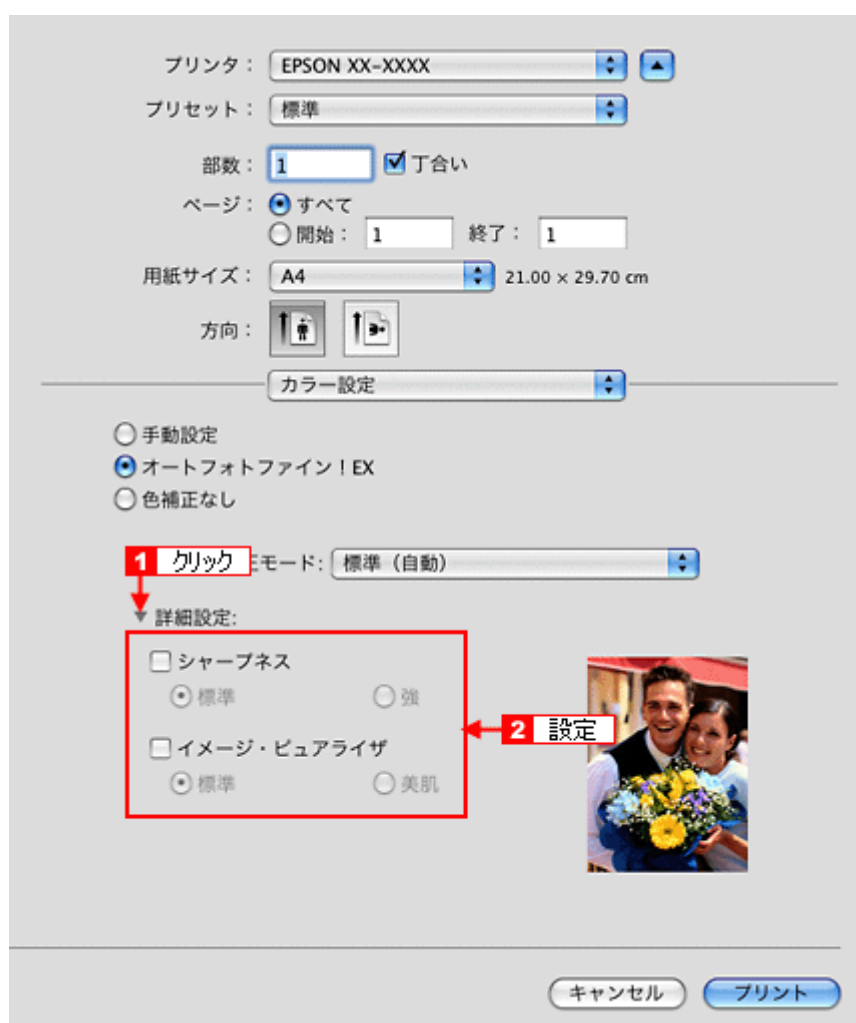 プリンタ： EPSON XX-XXXX
プリセット： 標準
部数： 1 丁合い
ページ： すべて
開始： 1 終了： 1
用紙サイズ： A4 21.00 × 29.70 cm
方向：
カラー設定
手動設定
オートフォトファイン！EX
色補正なし
1 クリック モード: 標準（自動）
詳細設定:
シャープネス
標準 強
2 設定
イメージ・ピュアライザ
標準 美肌
キャンセル プリント